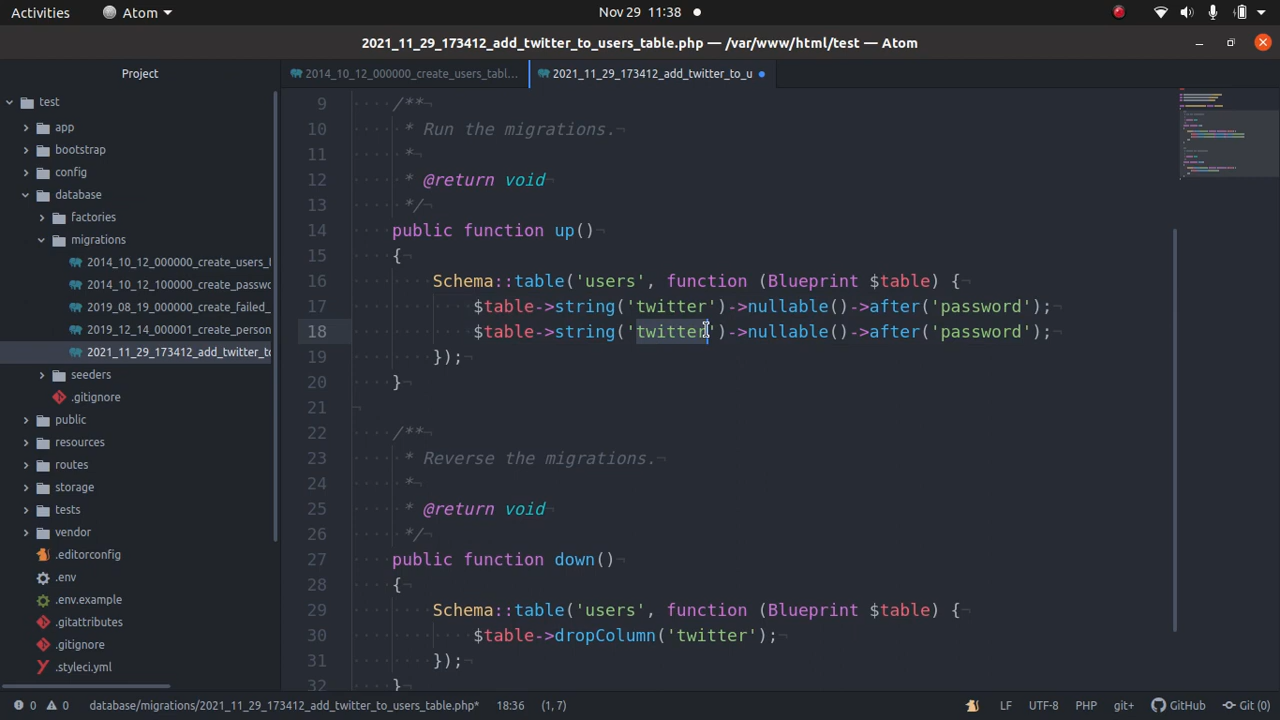 Activities
Atom
Nov 29 11:38
2021_11_29_173412_add_twitter_to_users_table.php — /var/www/html/test — Atom
Project
2014_10_12_000000_create_users_tabl...
2021_11_29_173412_add_twitter_to_u
test
app
bootstrap
config
database
factories
migrations
2014_10_12_000000_create_users_t
2014_10_12_100000_create_passwo
2019_08_19_000000_create_failed_
2019_12_14_000001_create_person
2021_11_29_173412_add_twitter_to
seeders
.gitignore
public
resources
routes
storage
tests
vendor
.editorconfig
.env
.env.example
.gitattributes
.gitignore
.styleci.yml
9 /**¬
10 * Run the migrations.¬
11 *¬
12 * @return void¬
13 */¬
14 public function up()¬
15 {¬
16 Schema::table('users', function (Blueprint $table) {¬
17 $table->string('twitter')->nullable()->after('password');¬
18 $table->string('twitter')->nullable()->after('password');¬
19 });¬
20 }¬
21 ¬
22 /**¬
23 * Reverse the migrations.¬
24 *¬
25 * @return void¬
26 */¬
27 public function down()¬
28 {¬
29 Schema::table('users', function (Blueprint $table) {¬
30 $table->dropColumn('twitter');¬
31 });¬
32 }¬
0 0 database/migrations/2021_11_29_173412_add_twitter_to_users_table.php* 18:36 (1, 7) LF UTF-8 PHP git+ GitHub Git (0)